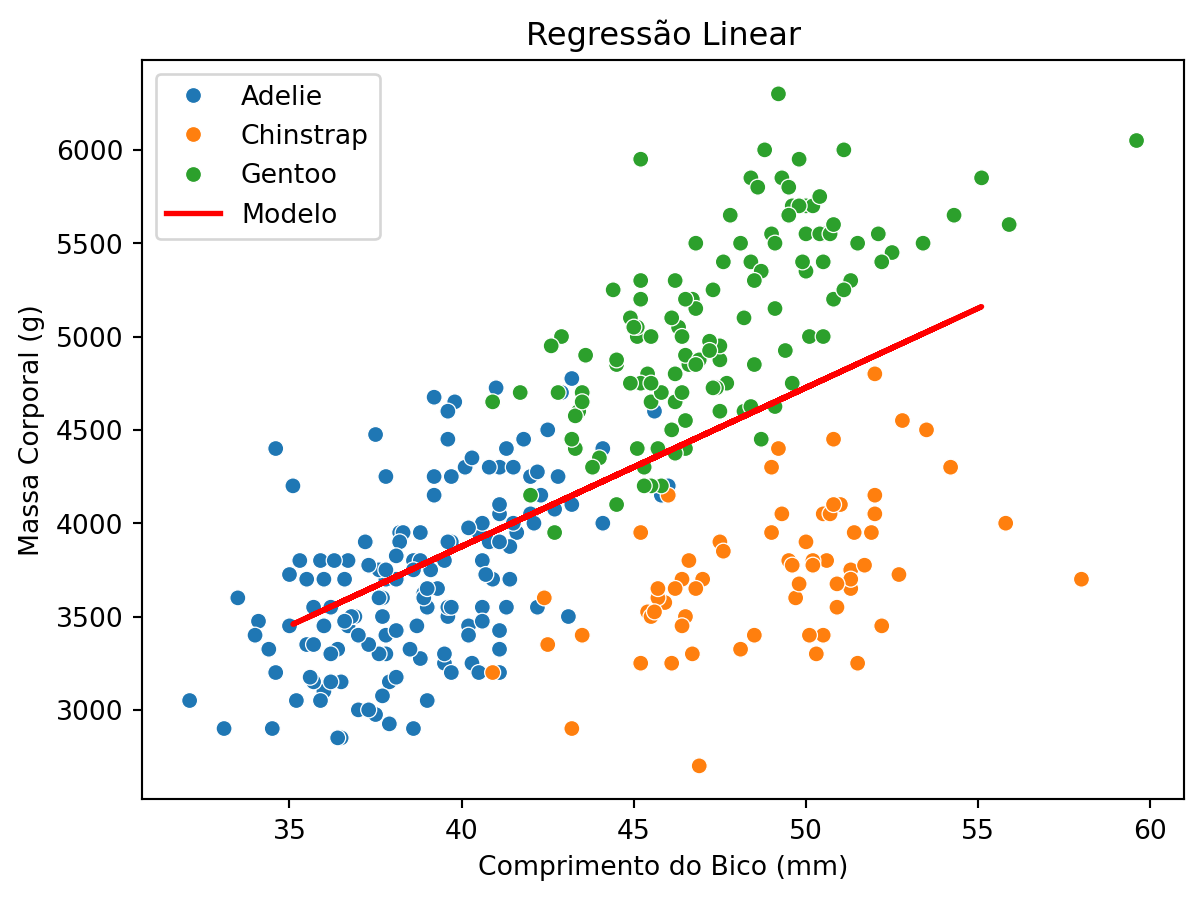 Regressão Linear
Adelie
Chinstrap
Gentoo
Modelo
6000
5500
5000
4500
4000
3500
3000
Massa Corporal (g)
35
40
45
50
55
60
Comprimento do Bico (mm)